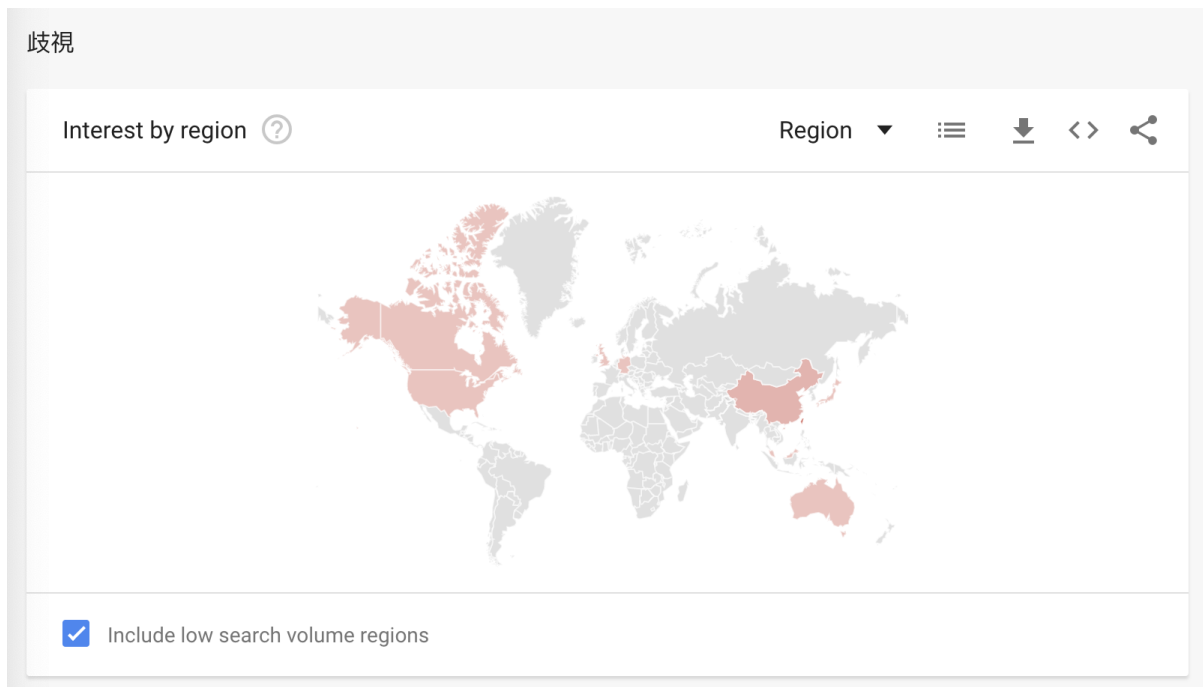 歧視
Interest by region
Region
Include low search volume regions